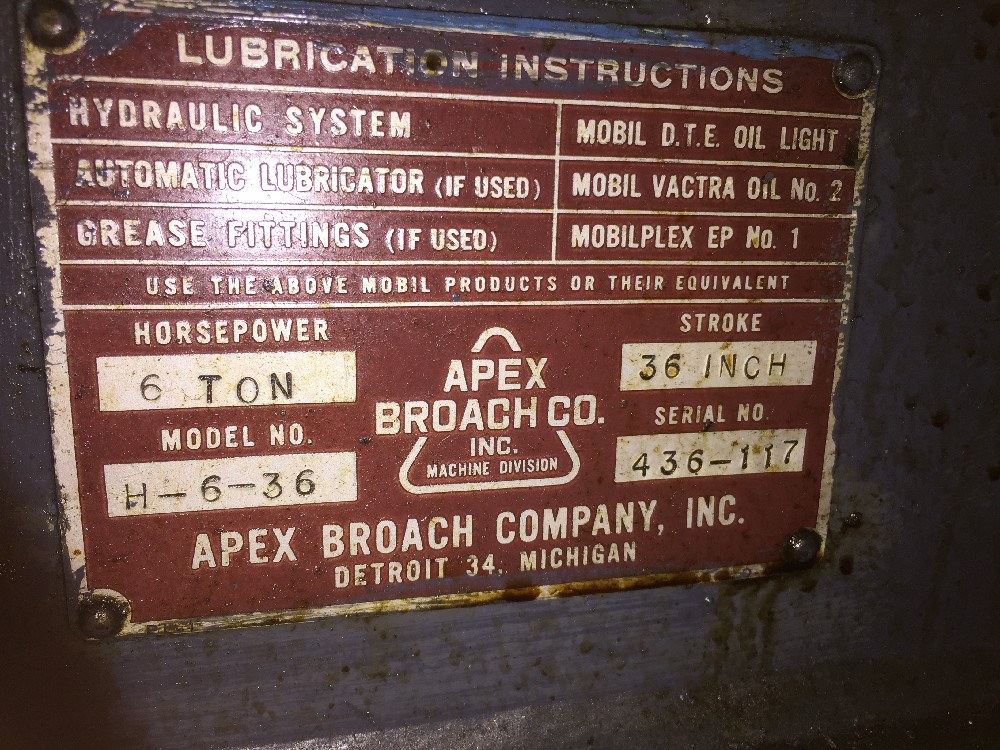 LUBRICATION INSTRUCTIONS
HYDRAULIC SYSTEM MOBIL D.T.E. OIL LIGHT
AUTOMATIC LUBRICATOR (IF USED) MOBIL VACTRA OIL No. 2
GREASE FITTINGS (IF USED) MOBILPLEX EP No. 1
USE THE ABOVE MOBIL PRODUCTS OR THEIR EQUIVALENT
HORSEPOWER
6 TON
MODEL NO.
H-6-36
APEX
BROACH CO.
INC.
MACHINE DIVISION
STROKE
36 INCH
SERIAL NO.
436-117
APEX BROACH COMPANY, INC.
DETROIT 34, MICHIGAN